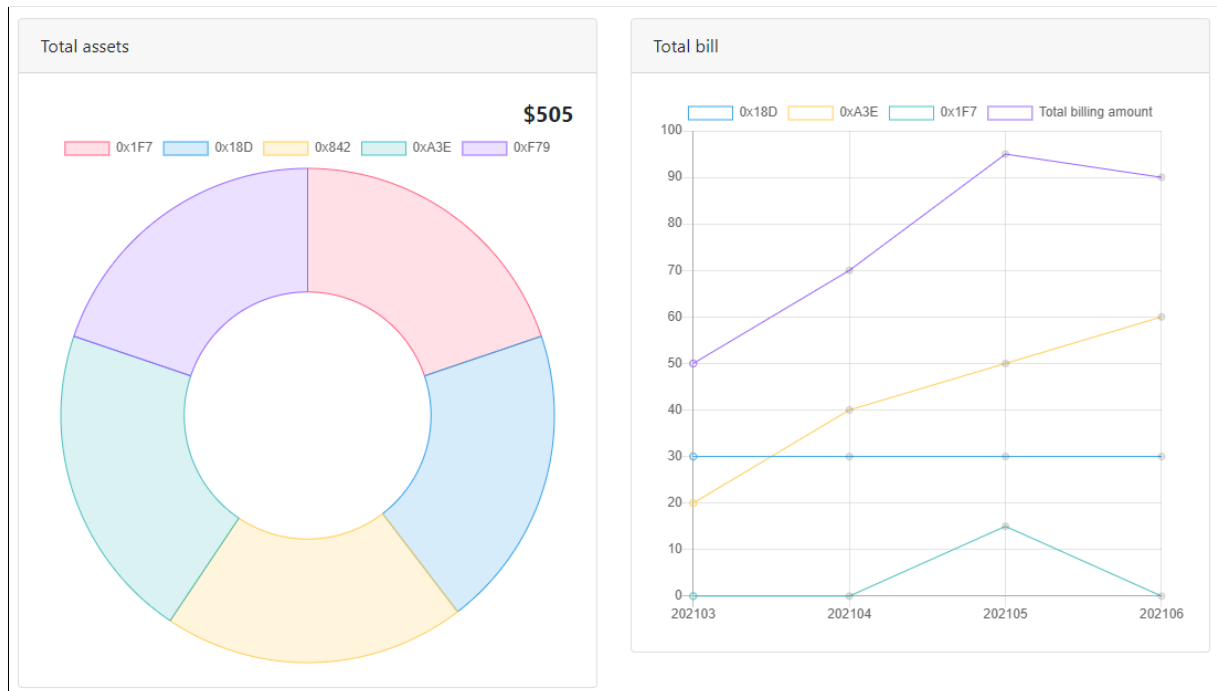 Total assets
$505
0x1F7 0x18D 0x842 0xA3E 0xF79
Total bill
0x18D 0xA3E 0x1F7 Total billing amount
100
90
80
70
60
50
40
30
20
10
0
202103 202104 202105 202106